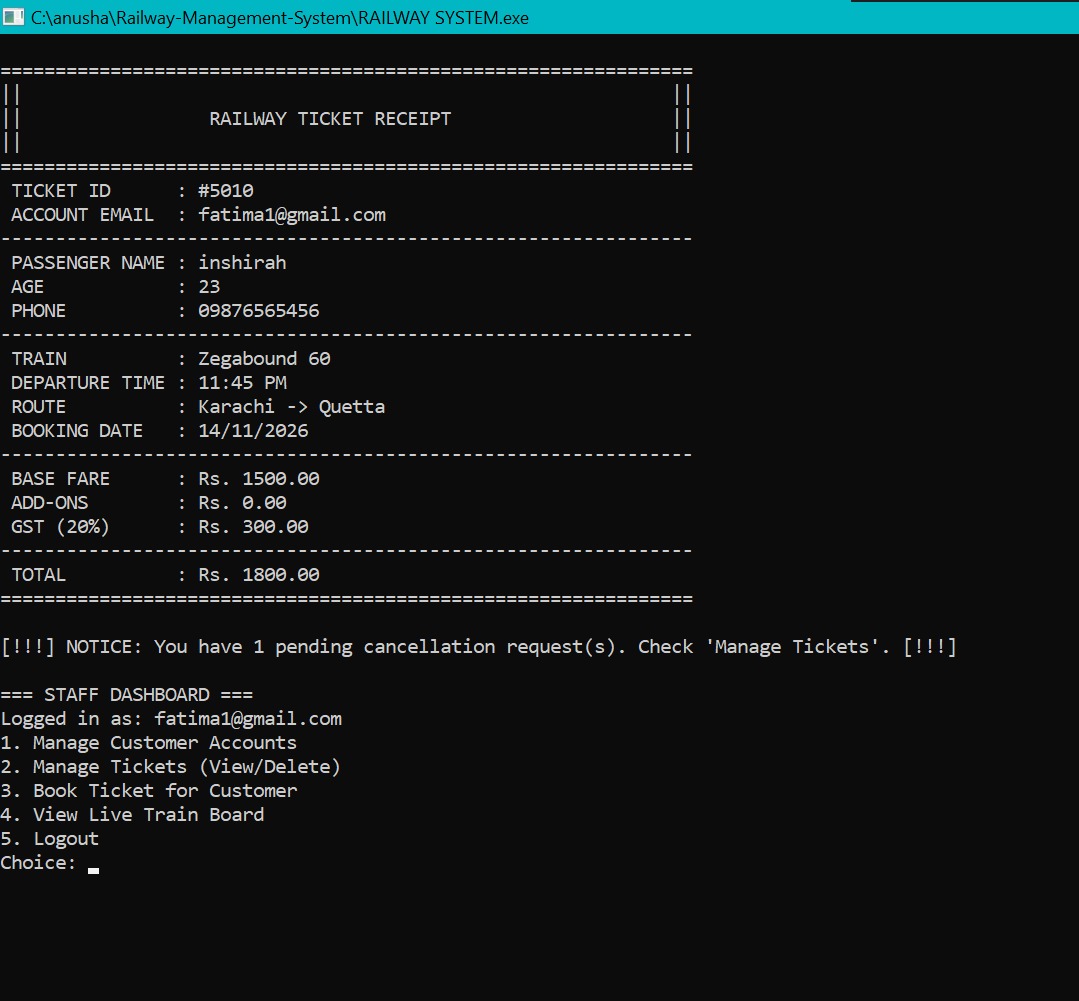 C:\anusha\Railway-Management-System\RAILWAY SYSTEM.exe
===============================================================
||                                                           ||
||                 RAILWAY TICKET RECEIPT                    ||
||                                                           ||
===============================================================
TICKET ID      : #5010
ACCOUNT EMAIL  : fatima1@gmail.com
---------------------------------------------------------------
PASSENGER NAME : inshirah
AGE            : 23
PHONE          : 09876565456
---------------------------------------------------------------
TRAIN          : Zegabound 60
DEPARTURE TIME : 11:45 PM
ROUTE          : Karachi -> Quetta
BOOKING DATE   : 14/11/2026
---------------------------------------------------------------
BASE FARE      : Rs. 1500.00
ADD-ONS        : Rs. 0.00
GST (20%)      : Rs. 300.00
---------------------------------------------------------------
TOTAL          : Rs. 1800.00
===============================================================
[!!!] NOTICE: You have 1 pending cancellation request(s). Check 'Manage Tickets'. [!!!]
=== STAFF DASHBOARD ===
Logged in as: fatima1@gmail.com
1. Manage Customer Accounts
2. Manage Tickets (View/Delete)
3. Book Ticket for Customer
4. View Live Train Board
5. Logout
Choice: